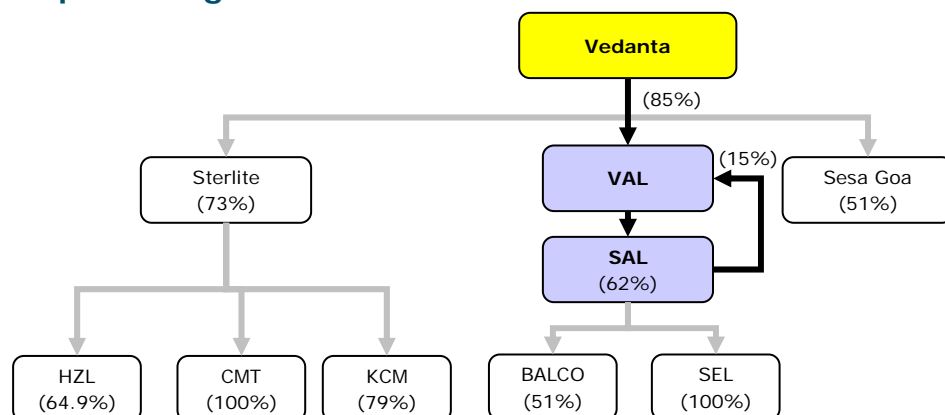 Vedanta
(85%)
Sterlite
(73%)
VAL
(15%)
Sesa Goa
(51%)
SAL
(62%)
HZL
(64.9%)
CMT
(100%)
KCM
(79%)
BALCO
(51%)
SEL
(100%)